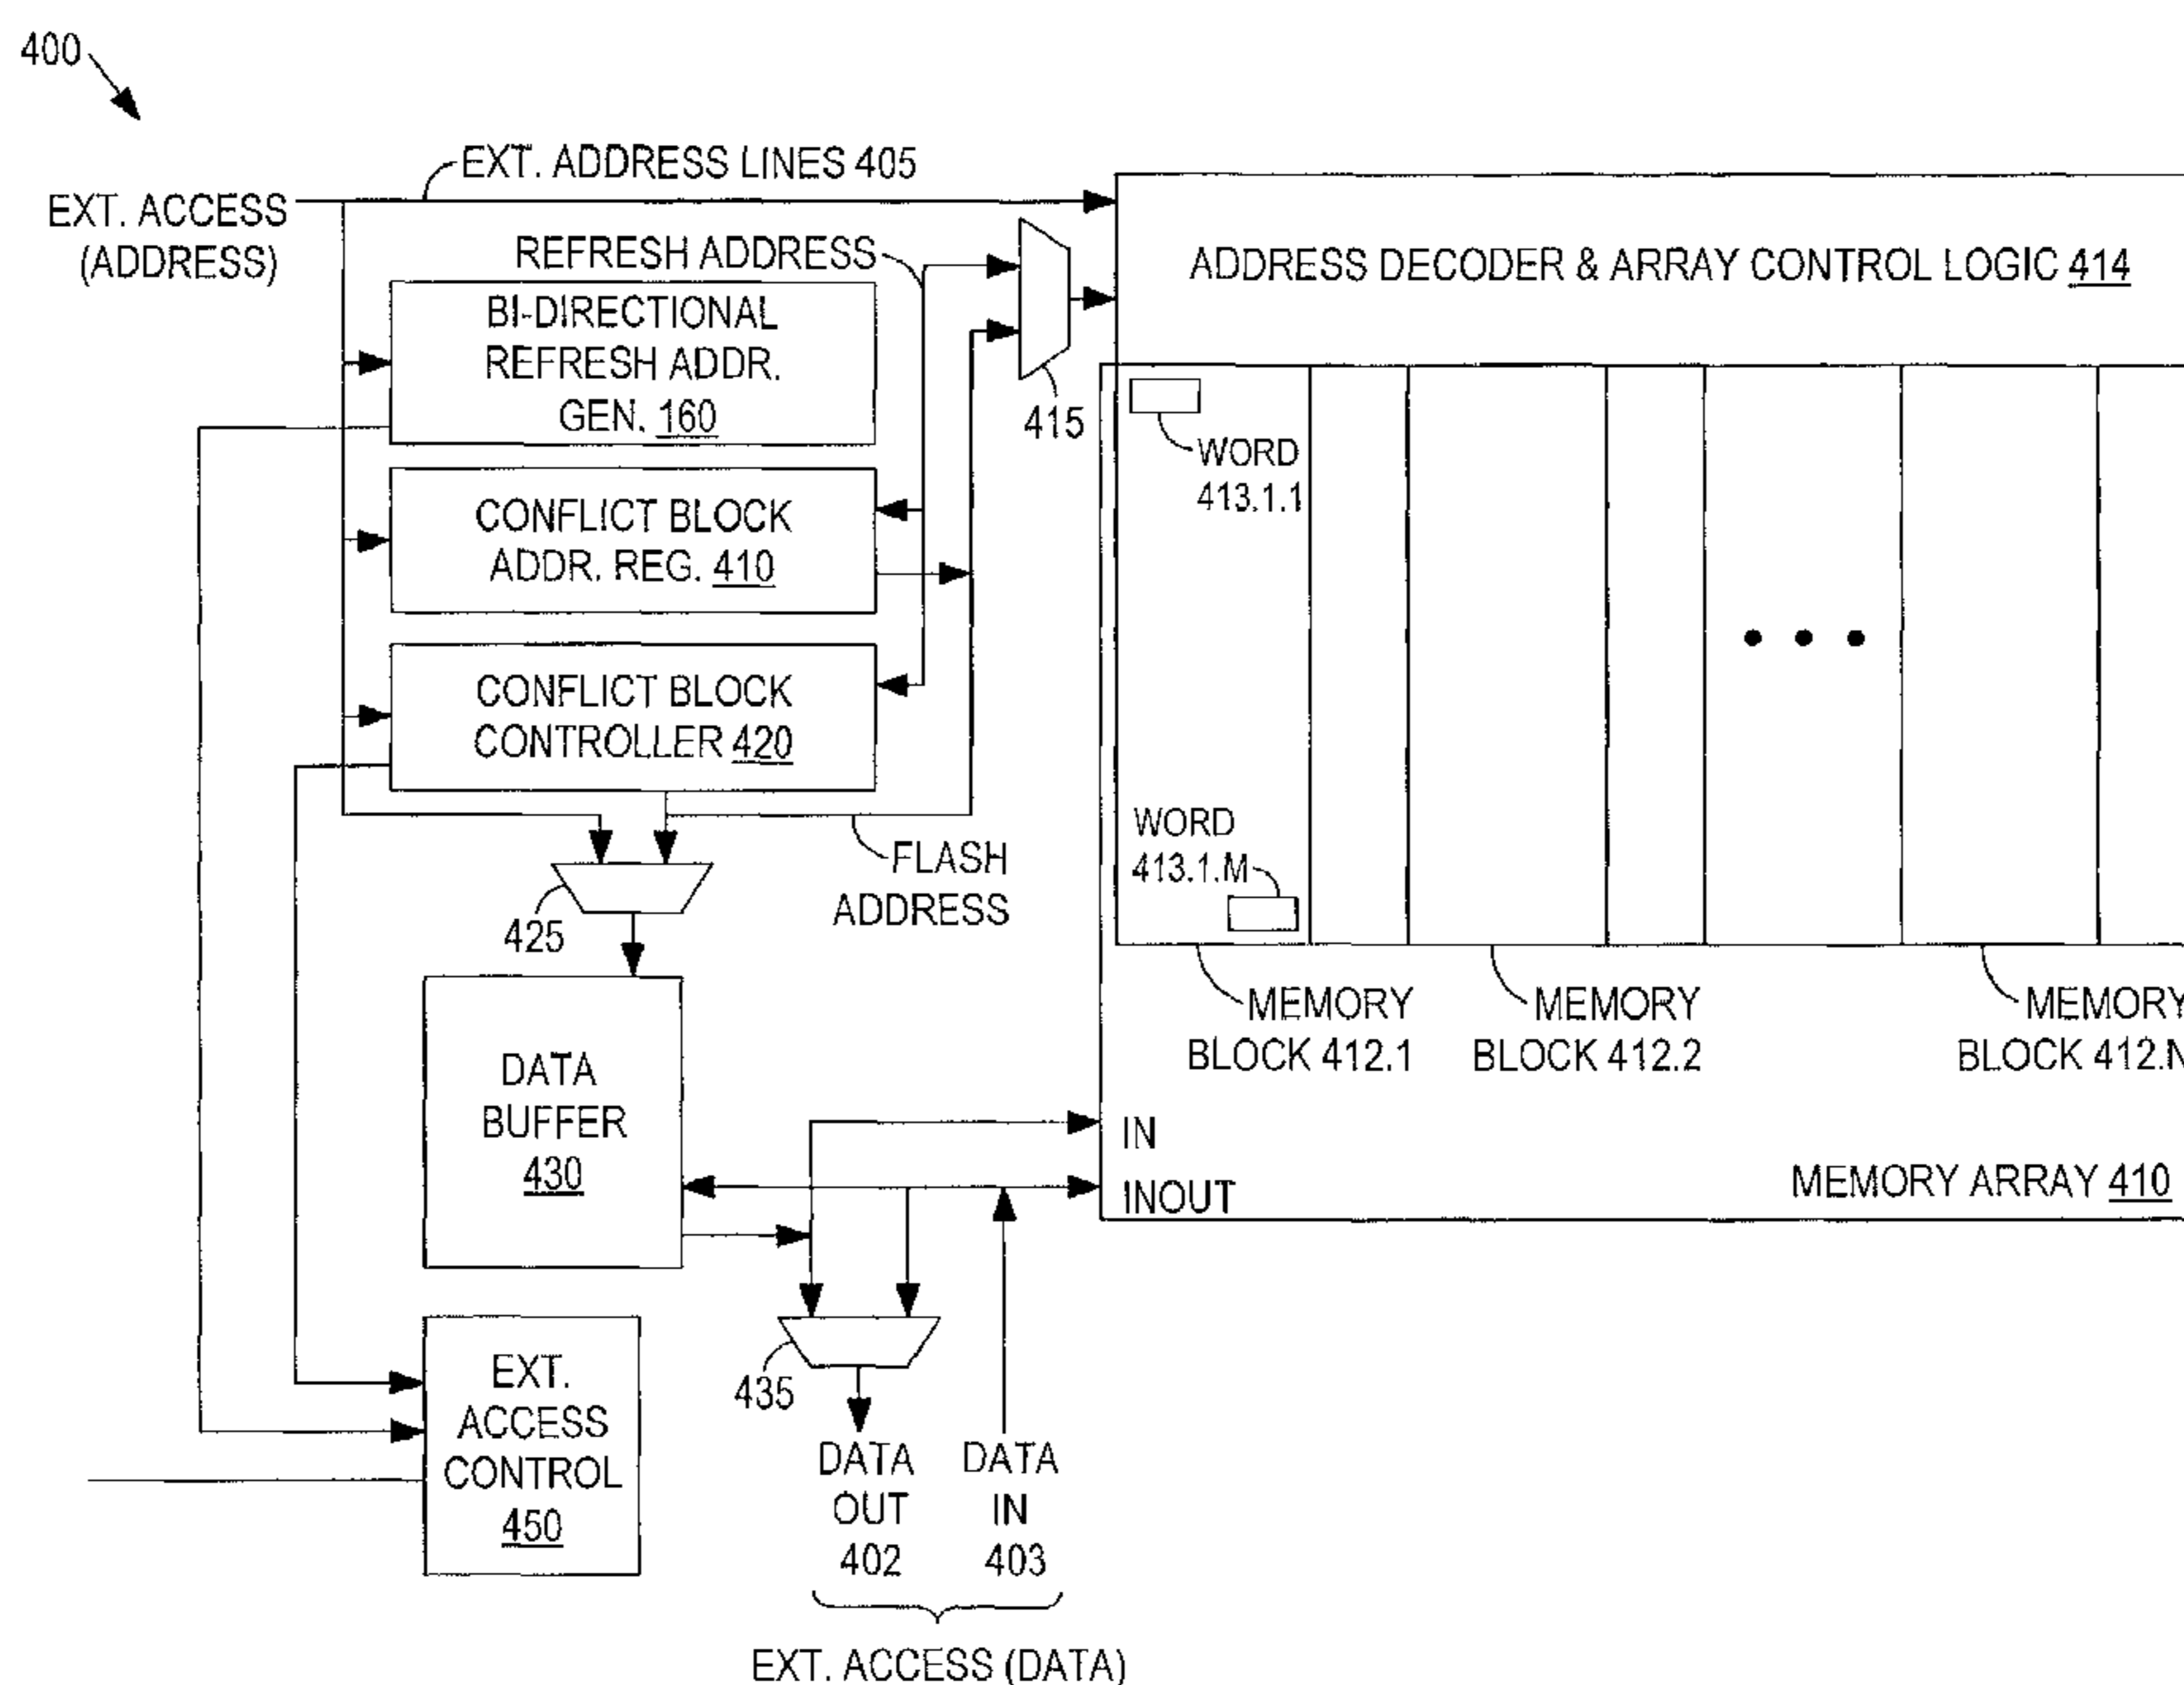 400
EXT. ADDRESS LINES 405
EXT. ACCESS
(ADDRESS)
REFRESH ADDRESS
ADDRESS DECODER & ARRAY CONTROL LOGIC 414
BI-DIRECTIONAL
REFRESH ADDR.
GEN. 160
415
WORD
413.1.1
CONFLICT BLOCK
ADDR. REG. 410
CONFLICT BLOCK
CONTROLLER 420
WORD
413.1.M
FLASH
ADDRESS
425
MEMORY
BLOCK 412.1
MEMORY
BLOCK 412.2
MEMORY
BLOCK 412.N
DATA
BUFFER
430
IN
INOUT
MEMORY ARRAY 410
435
EXT.
ACCESS
CONTROL
450
DATA
OUT
402
DATA
IN
403
EXT. ACCESS (DATA)